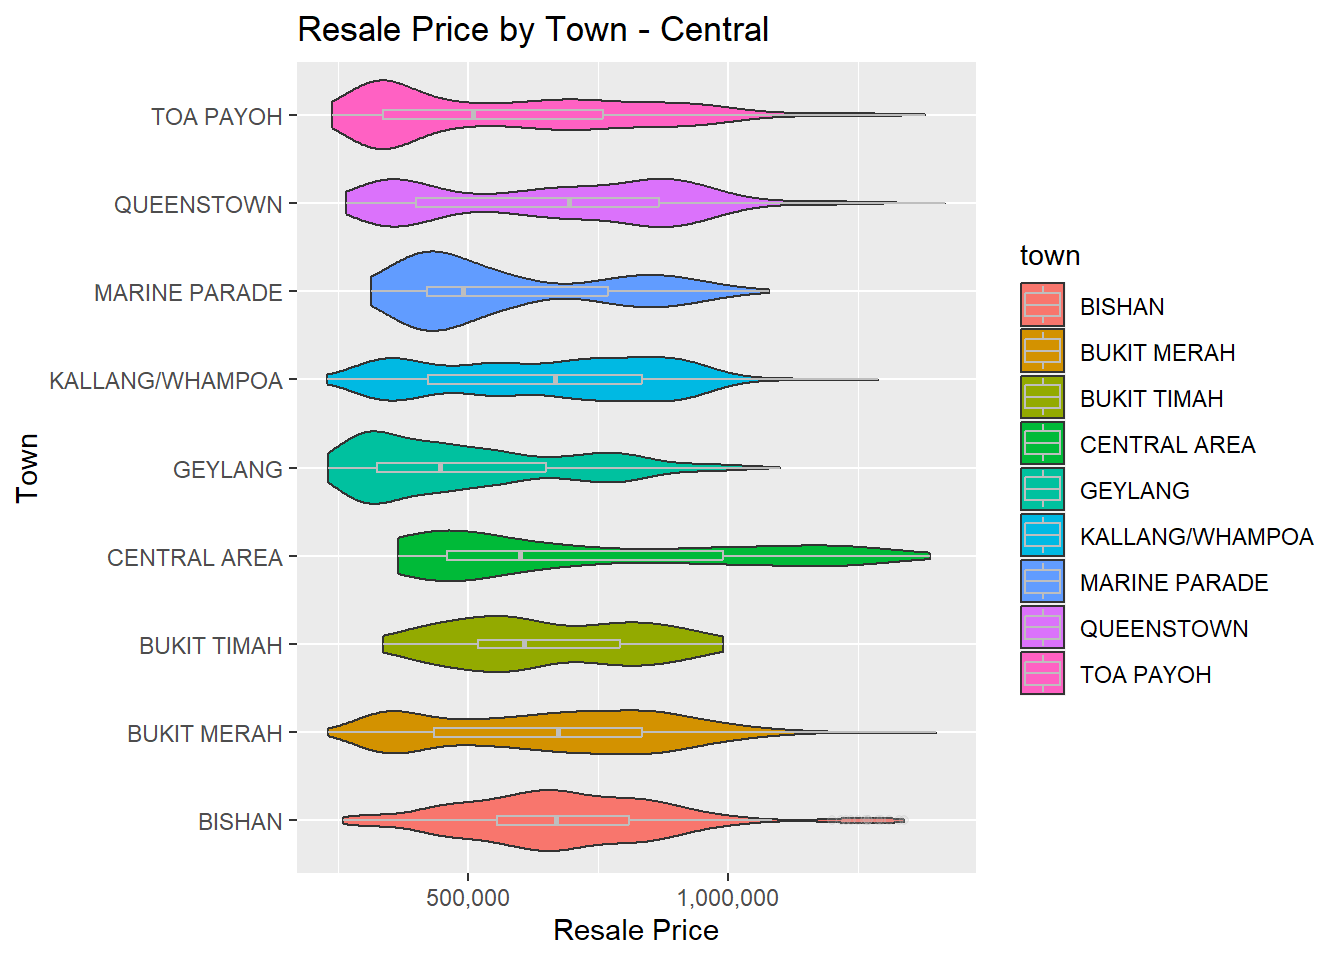 Resale Price by Town - Central
TOA PAYOH
QUEENSTOWN
MARINE PARADE
KALLANG/WHAMPOA
GEYLANG
CENTRAL AREA
BUKIT TIMAH
BUKIT MERAH
BISHAN
Town
500,000
1,000,000
Resale Price
town
BISHAN
BUKIT MERAH
BUKIT TIMAH
CENTRAL AREA
GEYLANG
KALLANG/WHAMPOA
MARINE PARADE
QUEENSTOWN
TOA PAYOH